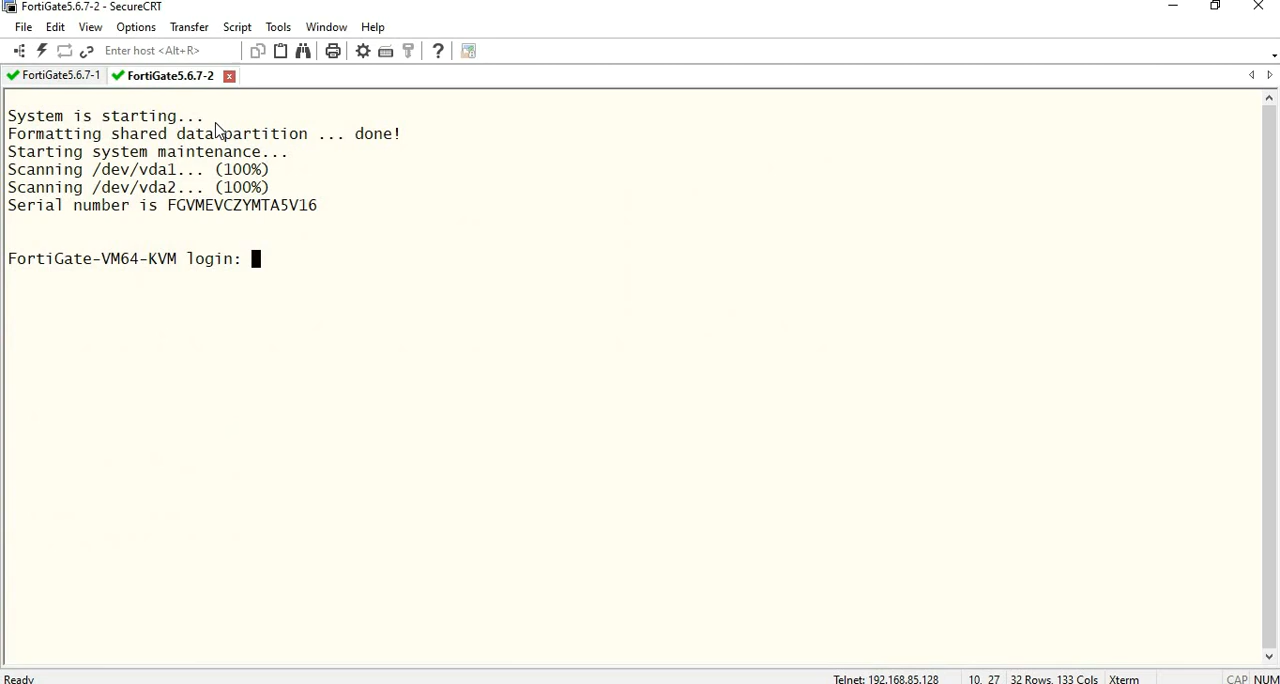 FortiGate5.6.7-2 - SecureCRT
File Edit View Options Transfer Script Tools Window Help
Enter host <Alt+R>
FortiGate5.6.7-1 FortiGate5.6.7-2
System is starting...
Formatting shared data partition ... done!
Starting system maintenance...
Scanning /dev/vda1... (100%)
Scanning /dev/vda2... (100%)
Serial number is FGVMEVCZYMTA5V16
FortiGate-VM64-KVM login:
Ready Telnet: 192.168.85.128 10, 27 32 Rows, 133 Cols Xterm CAP NUM